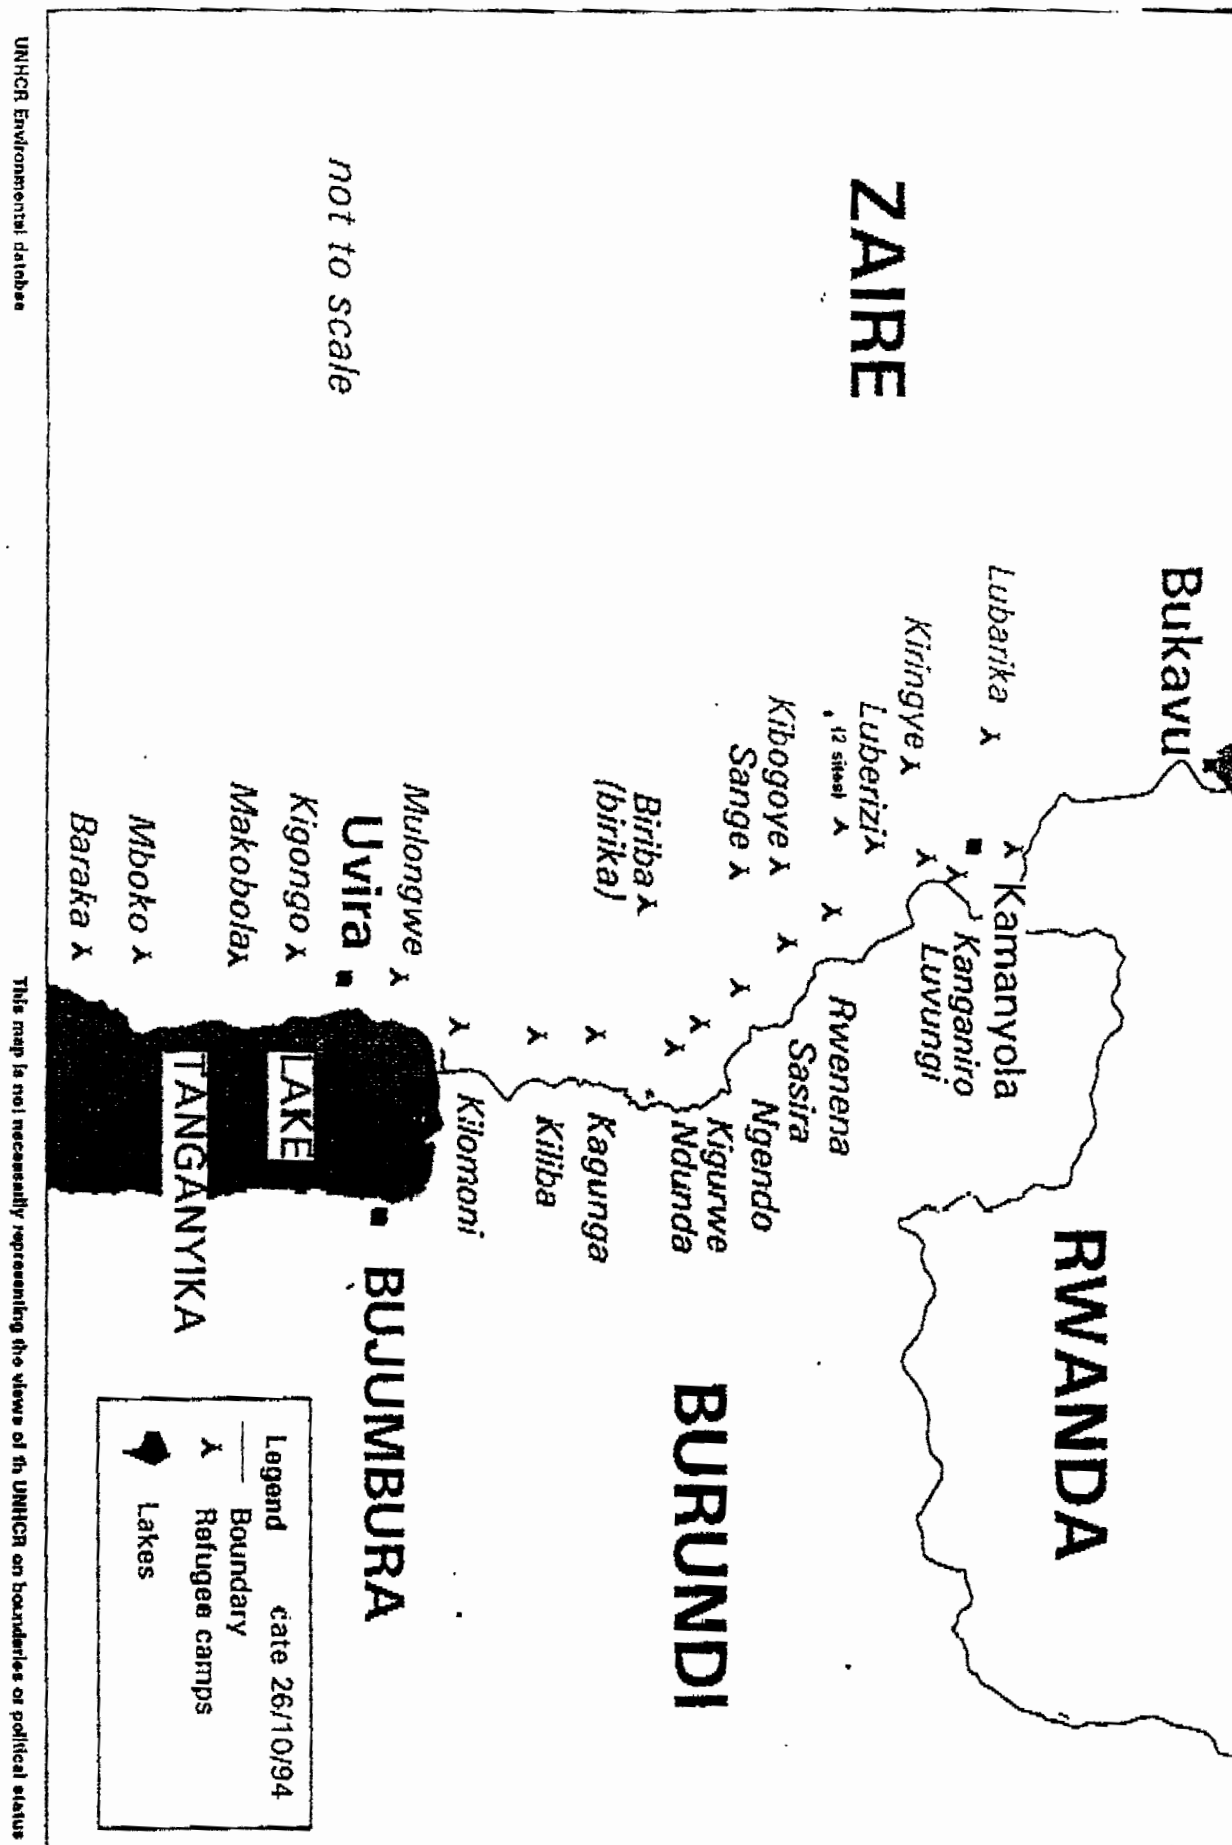 Bukavu
RWANDA
Lubarika
Kamanyola
Kanganiro
Luvungi
Kiringye
ZAIRE
Luberizi
(2 sites)
Rwenena
Sasira
Kibogoye
Sange
Ngendo
Kigurwe
Ndunda
BURUNDI
Biriba
(birika)
Kagunga
Kiliba
Kilomoni
Mulongwe
Uvira
BUJUMBURA
not to scale
Kigongo
LAKE
Makobola
TANGANYIKA
Mboko
Baraka
Legend date 26/10/94
Boundary
Refugee camps
Lakes
UNHCR Environmental databse
This map is not necessarily representing the views of th UNHCR on boundaries or political status